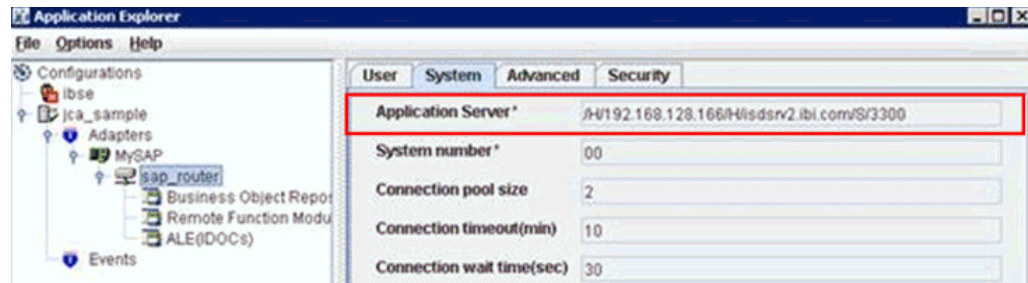 Application Explorer
File Options Help
Configurations
ibse
jca_sample
Adapters
MySAP
sap_router
Business Object Repor
Remote Function Modu
ALE(IDOCs)
Events
User System Advanced Security
Application Server* /H/192.168.128.166/H/isdsrv2.ibi.com/S/3300
System number* 00
Connection pool size 2
Connection timeout(min) 10
Connection wait time(sec) 30